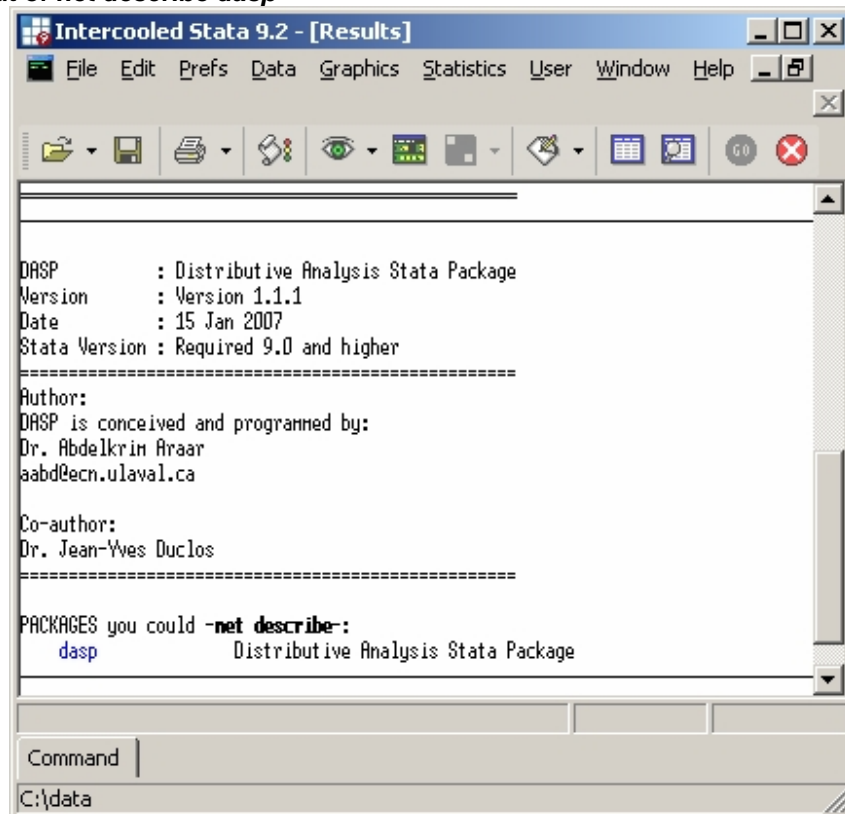 Intercooled Stata 9.2 - [Results]
File Edit Prefs Data Graphics Statistics User Window Help
GO
DASP : Distributive Analysis Stata Package
Version : Version 1.1.1
Date : 15 Jan 2007
Stata Version : Required 9.0 and higher
===================================================
Author:
DASP is conceived and programmed by:
Dr. Abdelkrim Araar
aabd@ecn.ulaval.ca
Co-author:
Dr. Jean-Yves Duclos
===================================================
PACKAGES you could -net describe-:
dasp Distributive Analysis Stata Package
Command
C:\data